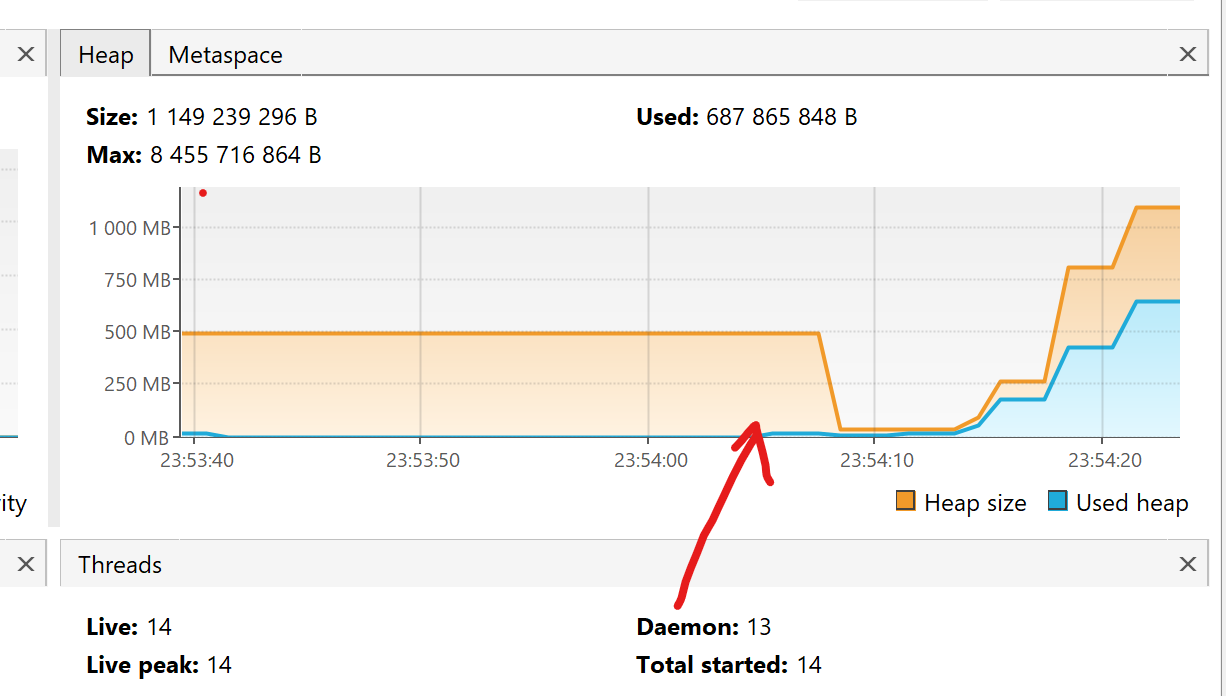 Heap Metaspace
Size: 1 149 239 296 B Used: 687 865 848 B
Max: 8 455 716 864 B
1 000 MB
750 MB
500 MB
250 MB
0 MB
23:53:40 23:53:50 23:54:00 23:54:10 23:54:20
ity Heap size Used heap
Threads
Live: 14 Daemon: 13
Live peak: 14 Total started: 14